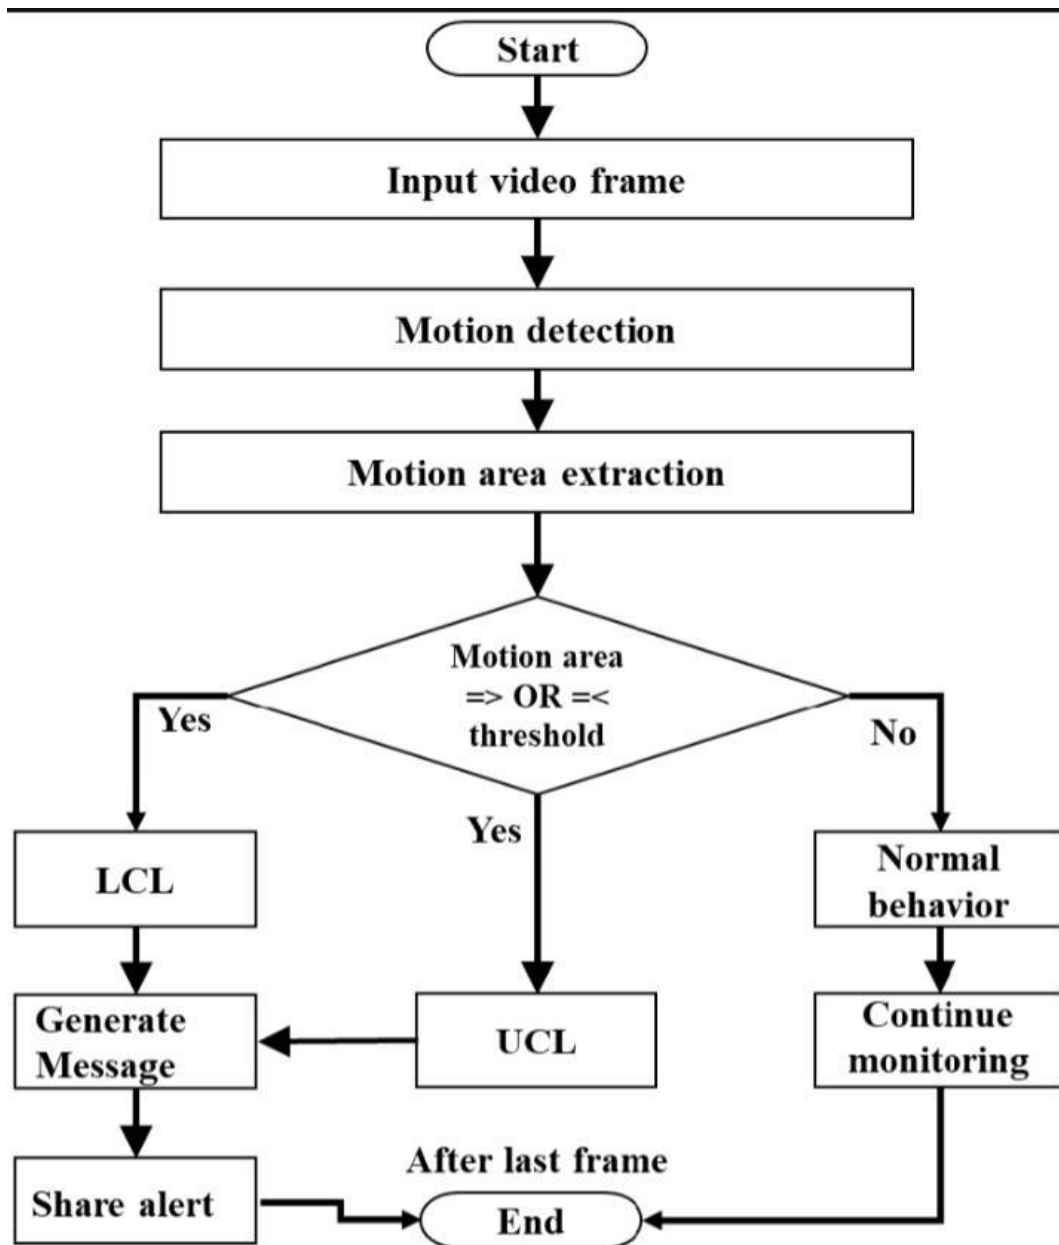 Start
Input video frame
Motion detection
Motion area extraction
Motion area
=> OR =<
threshold
Yes
No
Yes
LCL
Normal
behavior
Generate
Message
UCL
Continue
monitoring
Share alert
After last frame
End